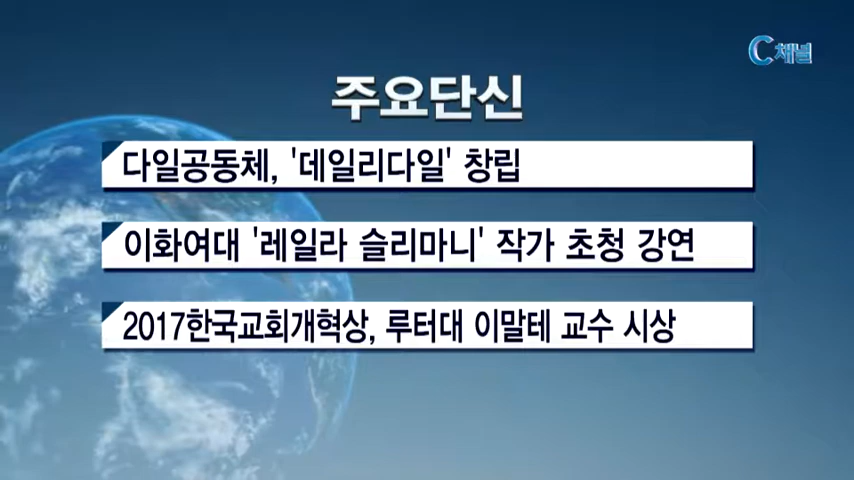 C채널
주요단신
다일공동체, '데일리다일' 창립
이화여대 '레일라 슬리마니' 작가 초청 강연
2017한국교회개혁상, 루터대 이말테 교수 시상